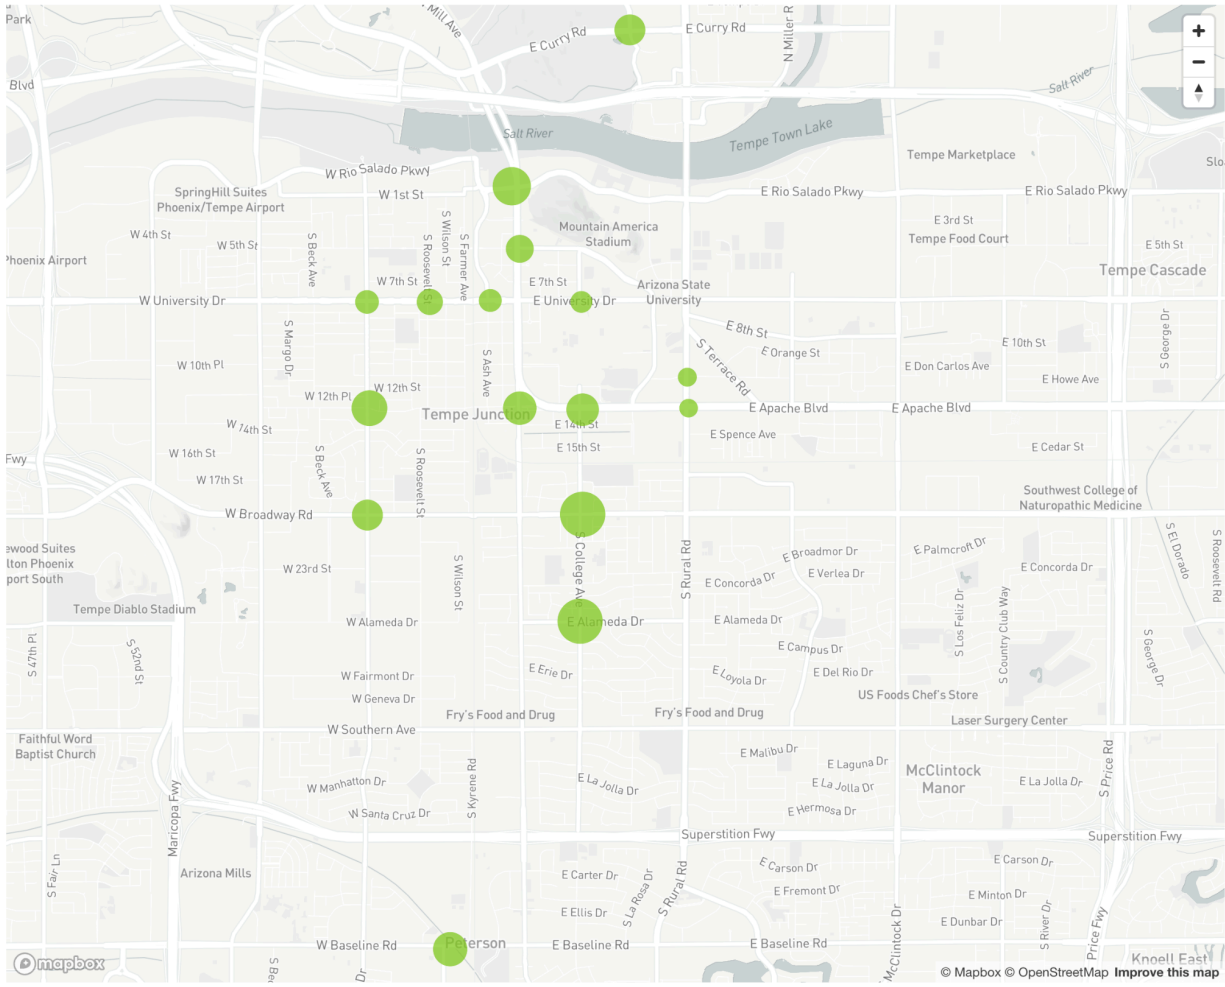 Park
Mill Ave
E Curry Rd
E Curry Rd
N Miller R
Blvd
Salt River
Salt River
Tempe Town Lake
Tempe Marketplace
Slo
W Rio Salado Pkwy
SpringHill Suites
Phoenix/Tempe Airport
W 1st St
E Rio Salado Pkwy
E Rio Salado Pkwy
W 4th St
W 5th St
S Beck Ave
S Roosevelt St
S Wilson St
S Farmer Ave
Mountain America
Stadium
E 3rd St
Tempe Food Court
E 5th St
Phoenix Airport
Tempe Cascade
W 7th St
E 7th St
Arizona State
University
W University Dr
E University Dr
S Margo Dr
E 8th St
E Orange St
E 10th St
S George Dr
W 10th Pl
S Ash Ave
S Terrace Rd
E Don Carlos Ave
E Howe Ave
W 12th St
W 12th Pl
Tempe Junction
E Apache Blvd
E Apache Blvd
W 14th St
E 14th St
E Spence Ave
E 15th St
E Cedar St
Fwy
W 16th St
S Beck Ave
S Roosevelt St
W 17th St
Southwest College of
Naturopathic Medicine
W Broadway Rd
ewood Suites
lton Phoenix
port South
S College Ave
S Rural Rd
E Broadmor Dr
E Palmcroft Dr
S El Dorado
S Roosevelt Rd
W 23rd St
S Wilson St
E Concorda Dr
E Verlea Dr
E Concorda Dr
Tempe Diablo Stadium
W Alameda Dr
E Alameda Dr
E Alameda Dr
S Los Feliz Dr
S Country Club Way
S 47th Pl
S 52nd St
E Campus Dr
S George Dr
W Fairmont Dr
E Erie Dr
E Loyola Dr
E Del Rio Dr
W Geneva Dr
US Foods Chef's Store
Fry's Food and Drug
Fry's Food and Drug
Laser Surgery Center
W Southern Ave
Faithful Word
Baptist Church
E Malibu Dr
E Laguna Dr
S Price Rd
McClintock
Manor
Maricopa Fwy
W Manhatton Dr
S Kyrene Rd
E La Jolla Dr
E La Jolla Dr
E La Jolla Dr
W Santa Cruz Dr
E Hermosa Dr
Superstition Fwy
Superstition Fwy
S Fair Ln
Arizona Mills
E Carter Dr
S La Rosa Dr
S Rural Rd
E Carson Dr
E Carson Dr
E Fremont Dr
E Minton Dr
E Ellis Dr
E Dunbar Dr
S River Dr
Price Fwy
S McClintock Dr
W Baseline Rd
Peterson
E Baseline Rd
E Baseline Rd
Knoell East
S Be
Dr
mapbox
© Mapbox © OpenStreetMap Improve this map